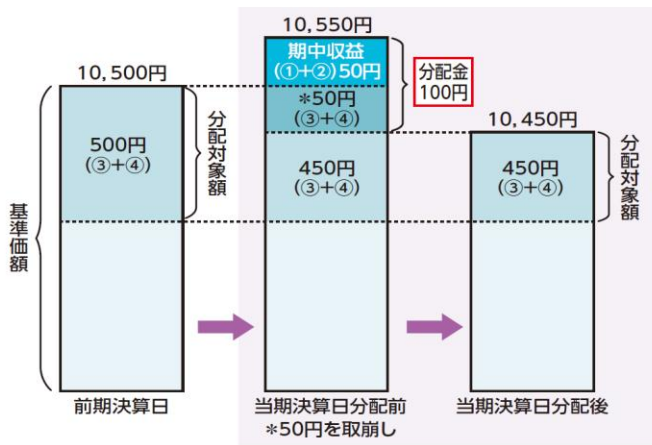 10,550円
期中収益
(①+②)50円
分配金
100円
10,500円
*50円
(③+④)
10,450円
500円
(③+④)
分配対象額
450円
(③+④)
450円
(③+④)
分配対象額
基準価額
前期決算日
当期決算日分配前
*50円を取崩し
当期決算日分配後